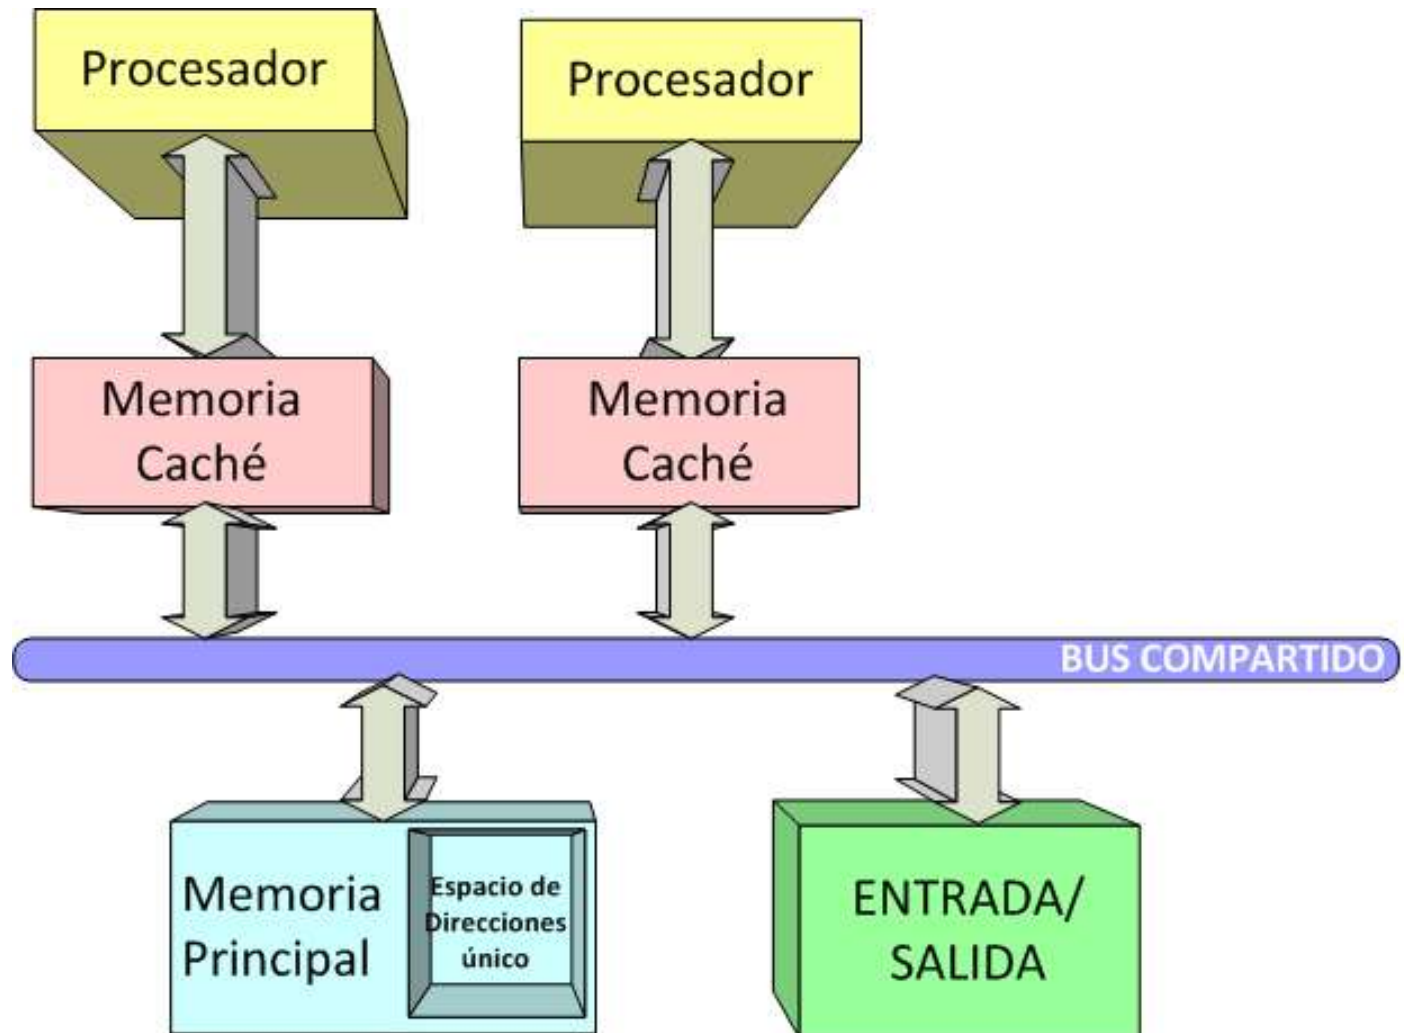 Procesador
Procesador
Memoria
Caché
Memoria
Caché
BUS COMPARTIDO
Memoria
Principal
Espacio de
Direcciones
único
ENTRADA/
SALIDA